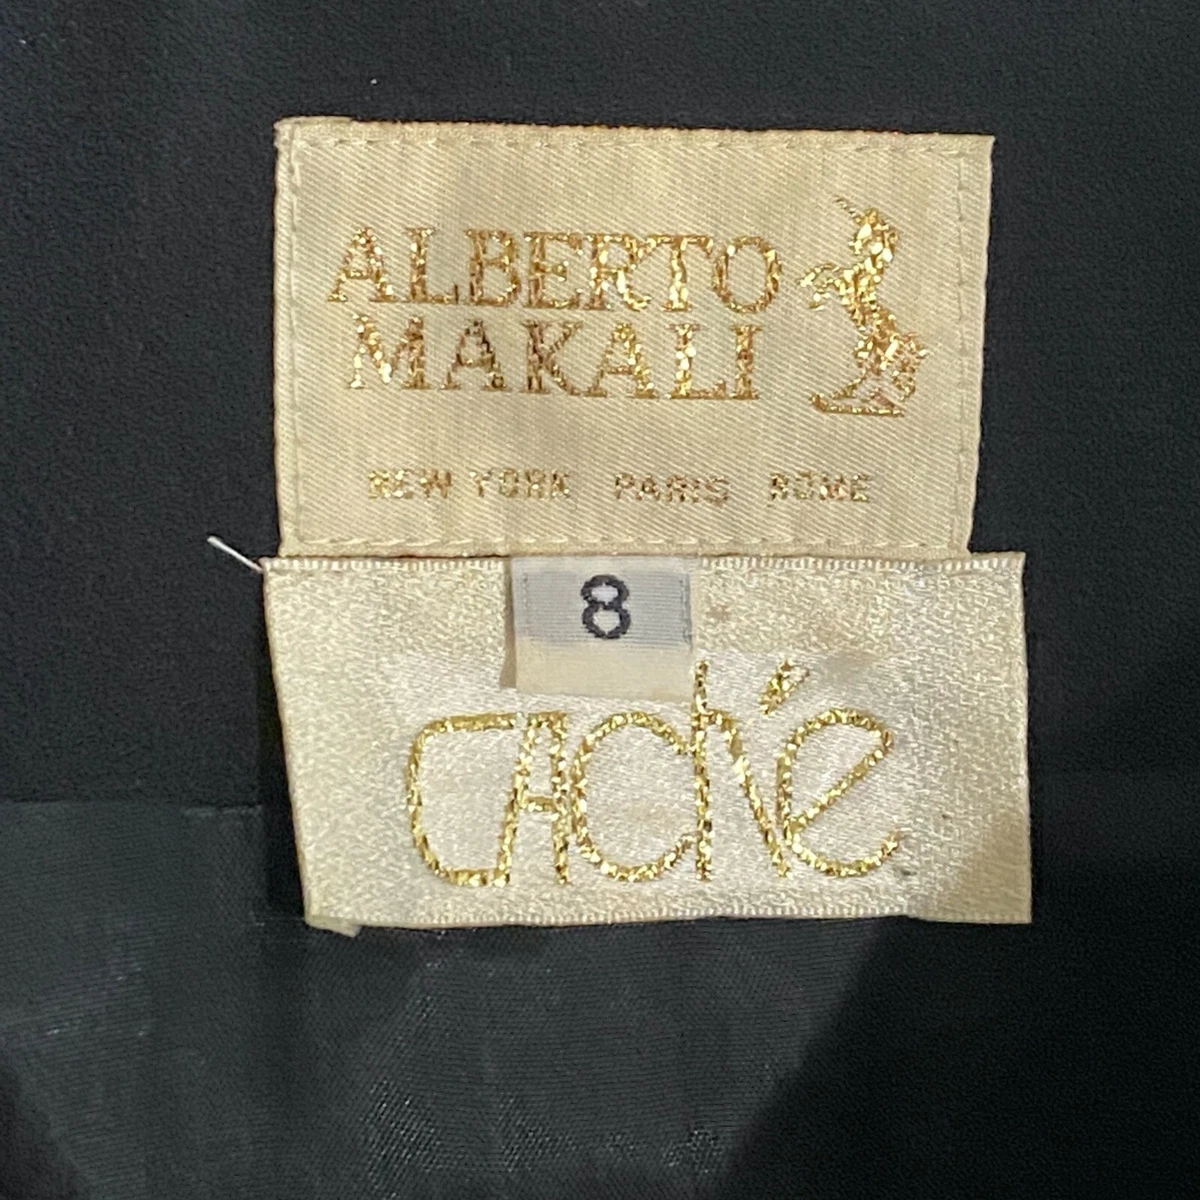 ALBERTO
MAKALI
NEW YORK PARIS ROME
8
CAché